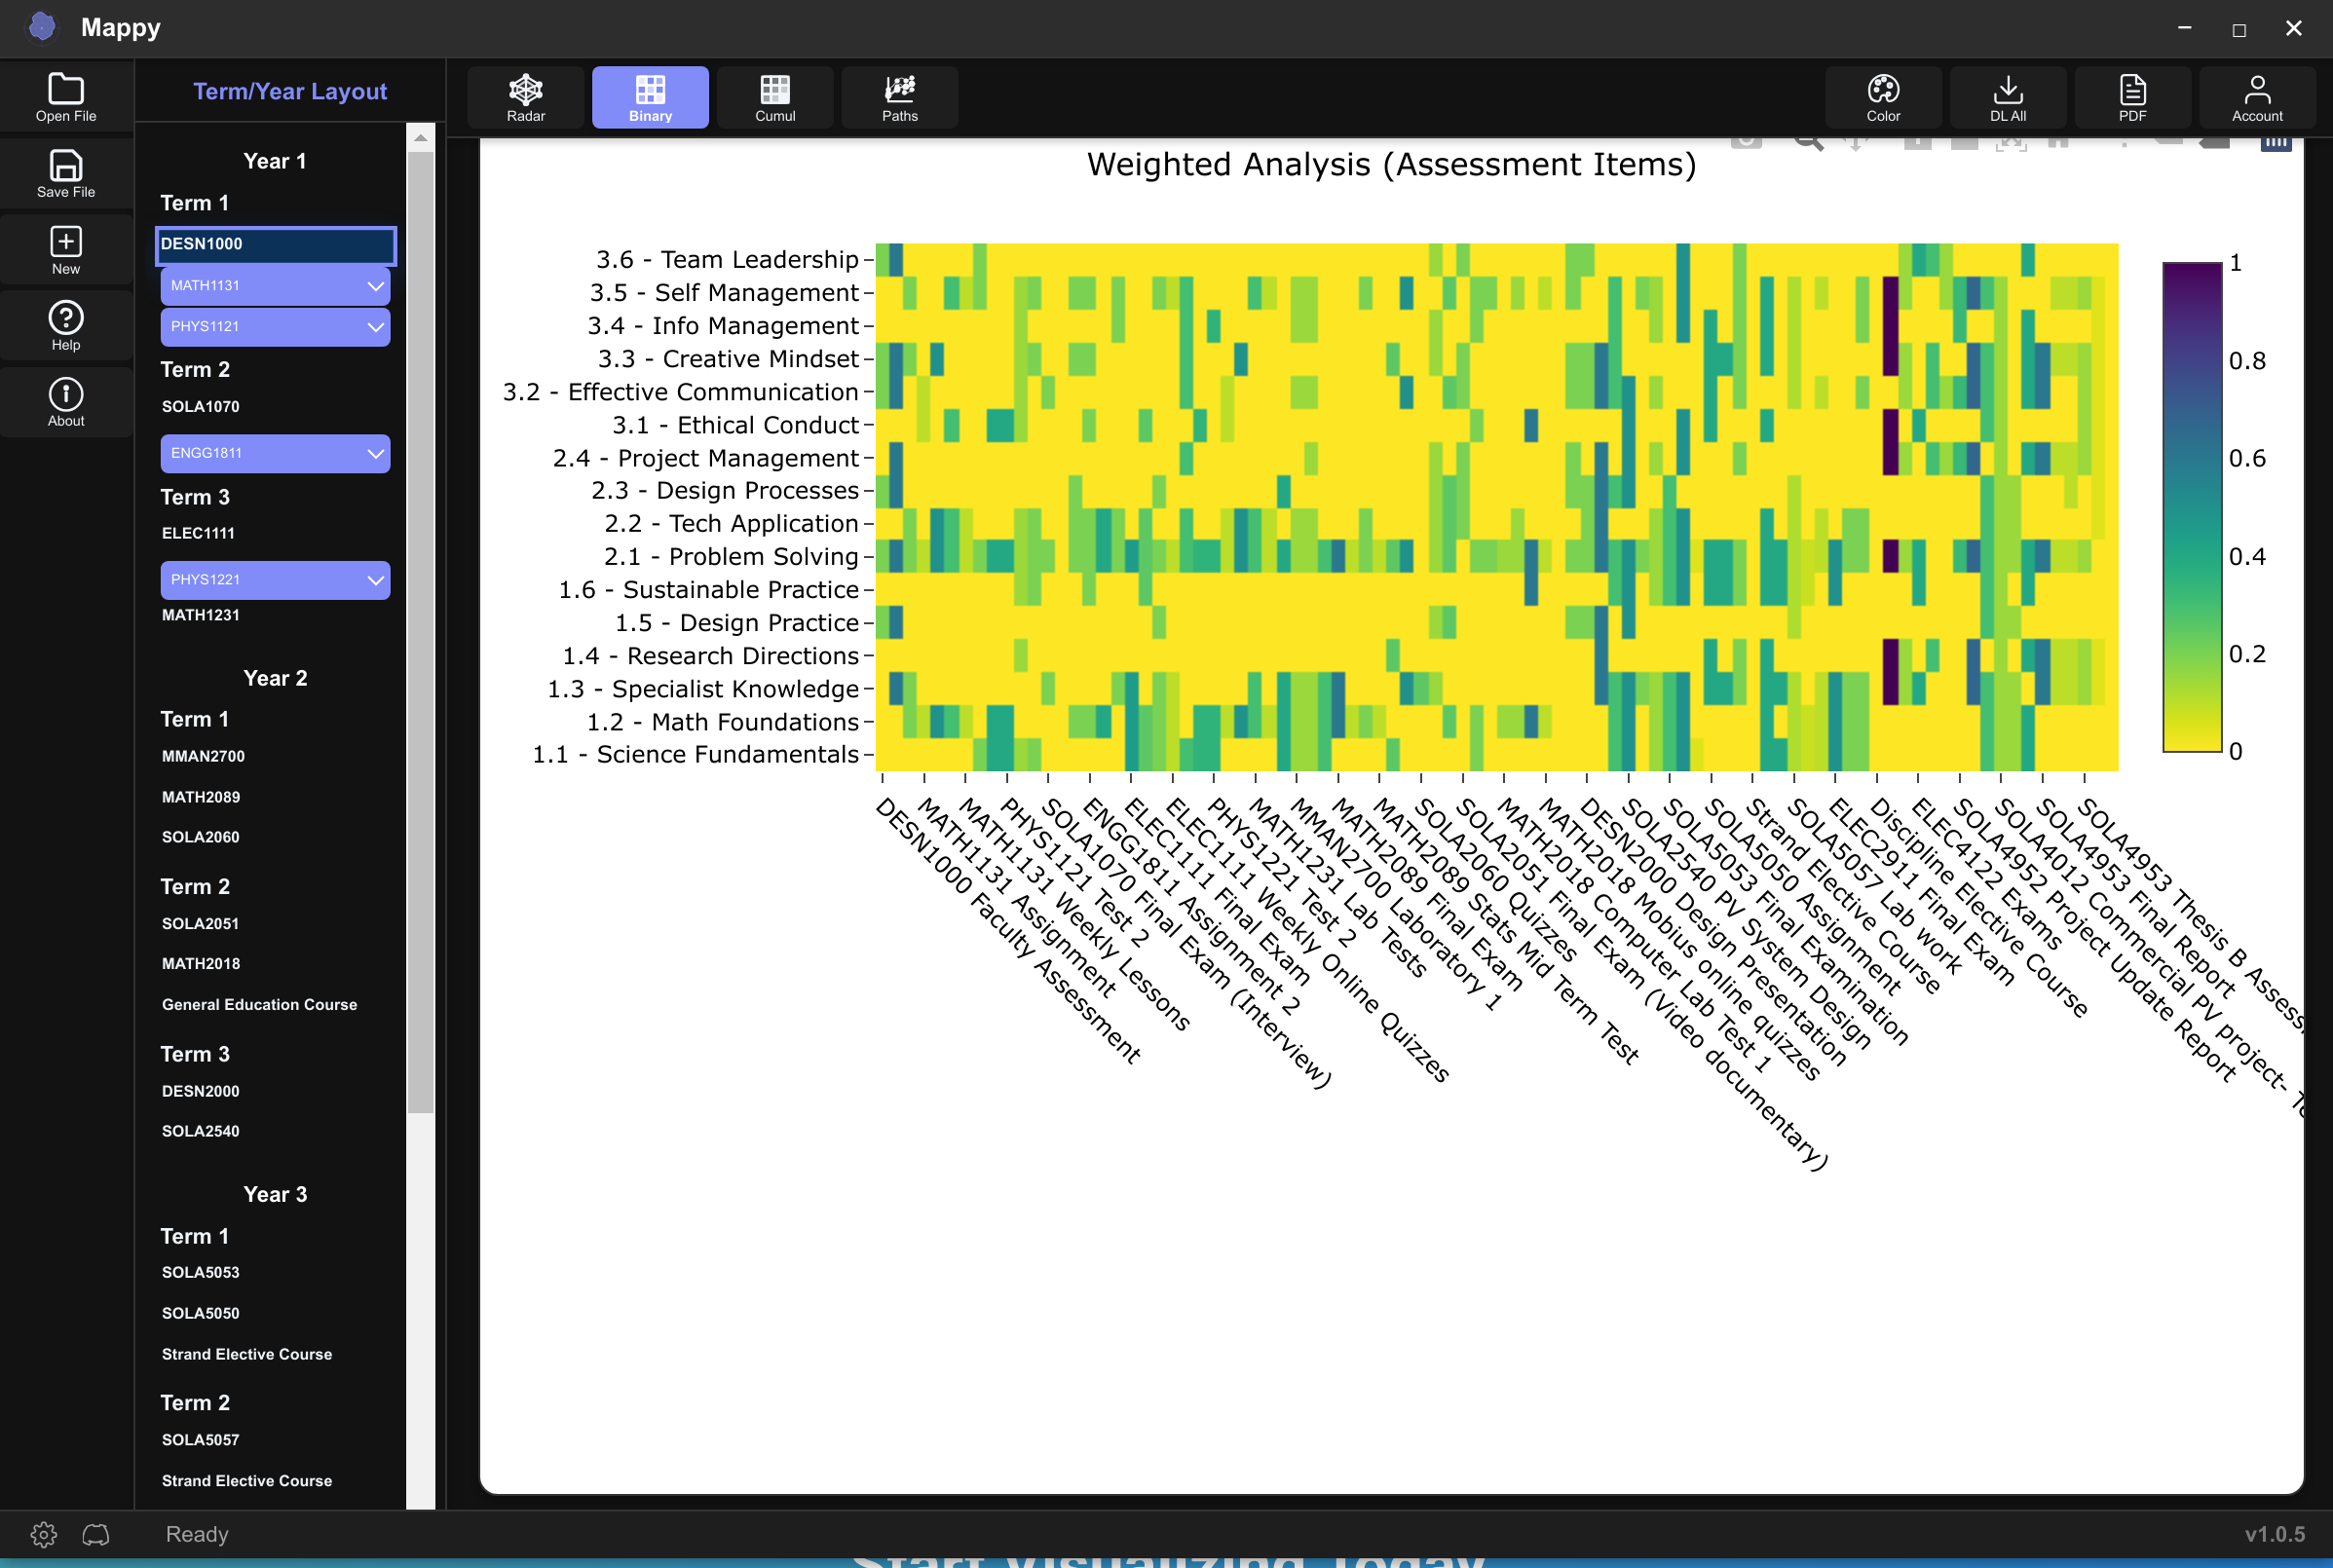 Mappy
Open File
Save File
New
Help
About
Term/Year Layout
Year 1
Term 1
DESN1000
MATH1131
PHYS1121
Term 2
SOLA1070
ENGG1811
Term 3
ELEC1111
PHYS1221
MATH1231
Year 2
Term 1
MMAN2700
MATH2089
SOLA2060
Term 2
SOLA2051
MATH2018
General Education Course
Term 3
DESN2000
SOLA2540
Year 3
Term 1
SOLA5053
SOLA5050
Strand Elective Course
Term 2
SOLA5057
Strand Elective Course
Radar
Binary
Cumul
Paths
Color
DL All
PDF
Account
Weighted Analysis (Assessment Items)
3.6 - Team Leadership
3.5 - Self Management
3.4 - Info Management
3.3 - Creative Mindset
3.2 - Effective Communication
3.1 - Ethical Conduct
2.4 - Project Management
2.3 - Design Processes
2.2 - Tech Application
2.1 - Problem Solving
1.6 - Sustainable Practice
1.5 - Design Practice
1.4 - Research Directions
1.3 - Specialist Knowledge
1.2 - Math Foundations
1.1 - Science Fundamentals
1
0.8
0.6
0.4
0.2
0
DESN1000 Faculty Assessment
MATH1131 Assignment
MATH1131 Weekly Lessons
PHYS1121 Test 2
SOLA1070 Final Exam (Interview)
ENGG1811 Assignment 2
ELEC1111 Final Exam
ELEC1111 Weekly Online Quizzes
PHYS1221 Test 2
MATH1231 Lab Tests
MMAN2700 Laboratory 1
MATH2089 Final Exam
MATH2089 Stats Mid Term Test
SOLA2060 Quizzes
SOLA2051 Final Exam (Video documentary)
MATH2018 Computer Lab Test 1
MATH2018 Mobius online quizzes
DESN2000 Design Presentation
SOLA2540 PV System Design
SOLA5053 Final Examination
SOLA5050 Assignment
Strand Elective Course
SOLA5057 Lab work
ELEC2911 Final Exam
Discipline Elective Course
ELEC4122 Exams
SOLA4952 Project Update Report
SOLA4012 Commercial PV project-
SOLA4953 Final Report
SOLA4953 Thesis B
Ready
v1.0.5
Start Visualizing Today